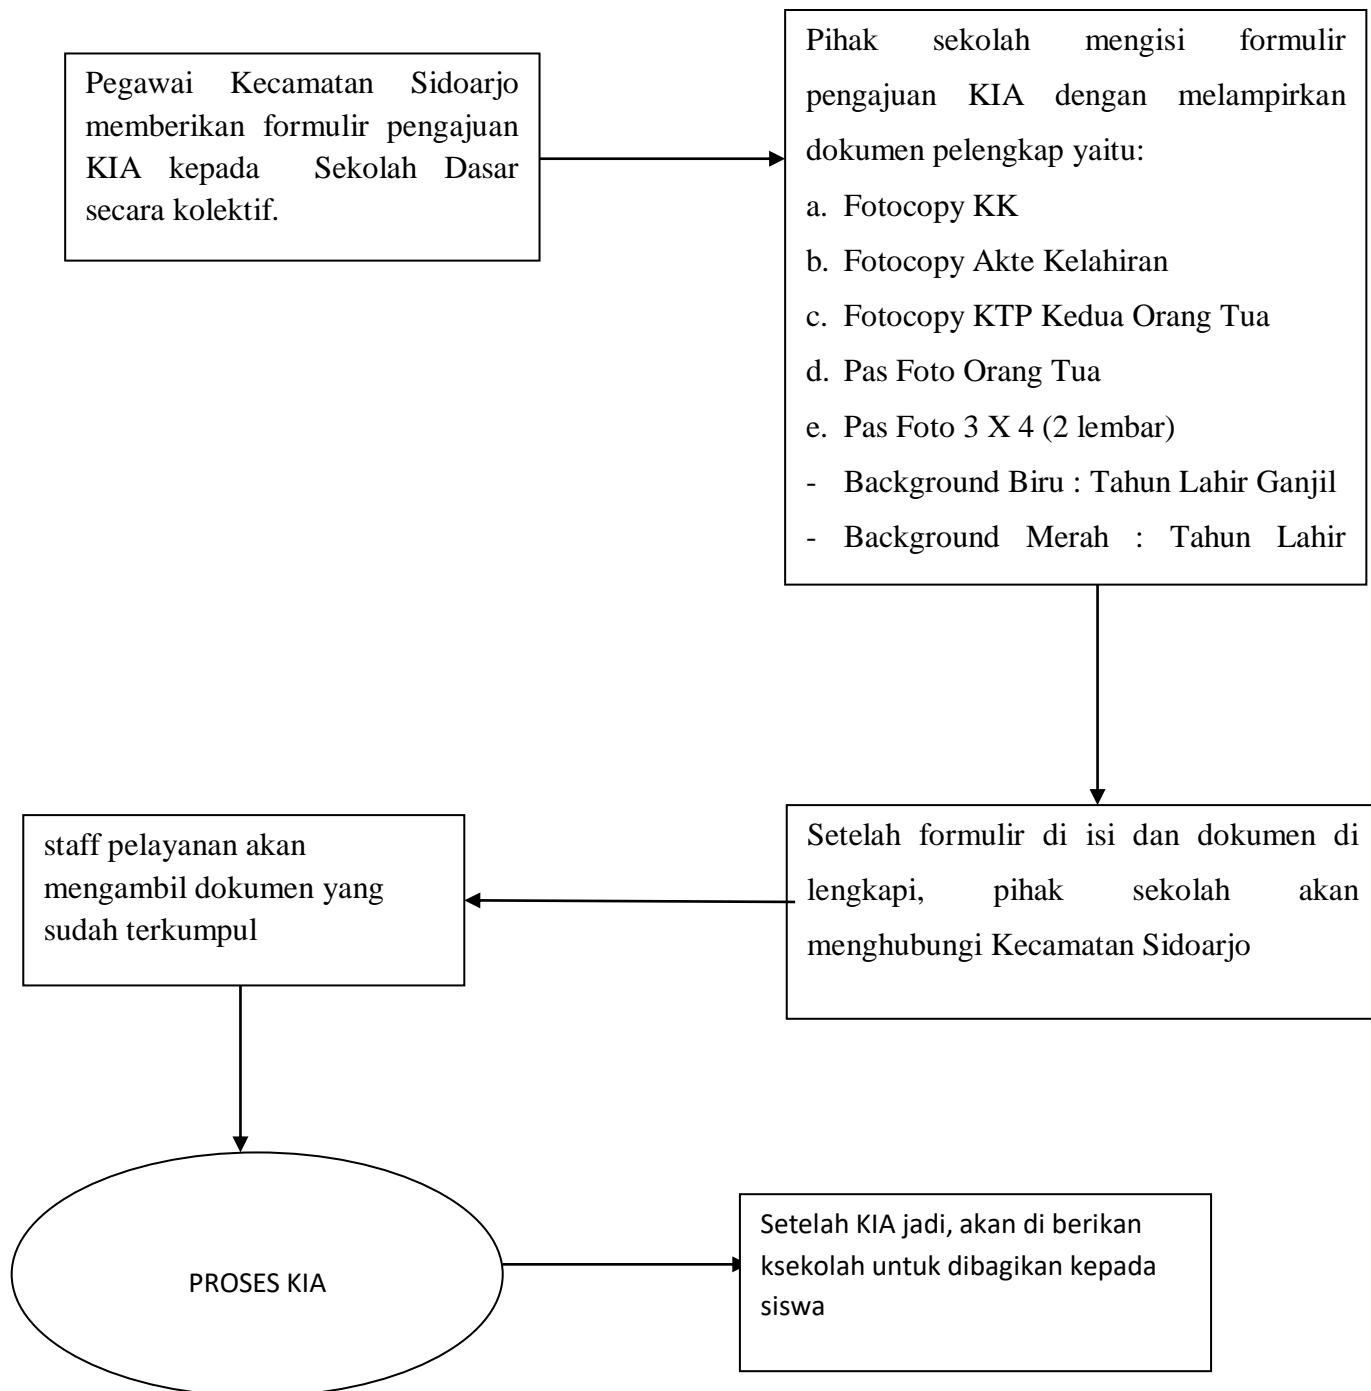 Pegawai Kecamatan Sidoarjo
memberikan formulir pengajuan
KIA kepada Sekolah Dasar
secara kolektif.
Pihak sekolah mengisi formulir
pengajuan KIA dengan melampirkan
dokumen pelengkap yaitu:
a. Fotocopy KK
b. Fotocopy Akte Kelahiran
c. Fotocopy KTP Kedua Orang Tua
d. Pas Foto Orang Tua
e. Pas Foto 3 X 4 (2 lembar)
- Background Biru : Tahun Lahir Ganjil
- Background Merah : Tahun Lahir
Setelah formulir di isi dan dokumen di
lengkapi, pihak sekolah akan
menghubungi Kecamatan Sidoarjo
staff pelayanan akan
mengambil dokumen yang
sudah terkumpul
PROSES KIA
Setelah KIA jadi, akan di berikan
ksekolah untuk dibagikan kepada
siswa